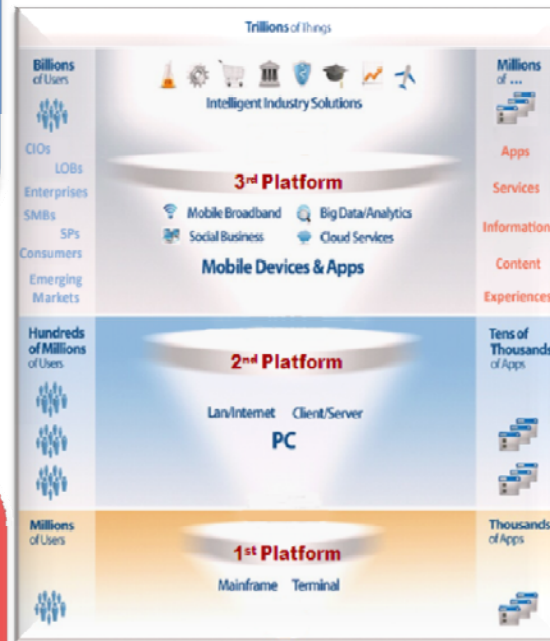 Trillions of Things
Billions
of Users
CIOs
LOBs
Enterprises
SMBs
SPs
Consumers
Emerging
Markets
Intelligent Industry Solutions
3rd Platform
Mobile Broadband Big Data/Analytics
Social Business Cloud Services
Mobile Devices & Apps
Millions
of ...
Apps
Services
Information
Content
Experiences
Hundreds
of Millions
of Users
2nd Platform
Lan/Internet Client/Server
PC
Tens of
Thousands
of Apps
Millions
of Users
1st Platform
Mainframe Terminal
Thousands
of Apps